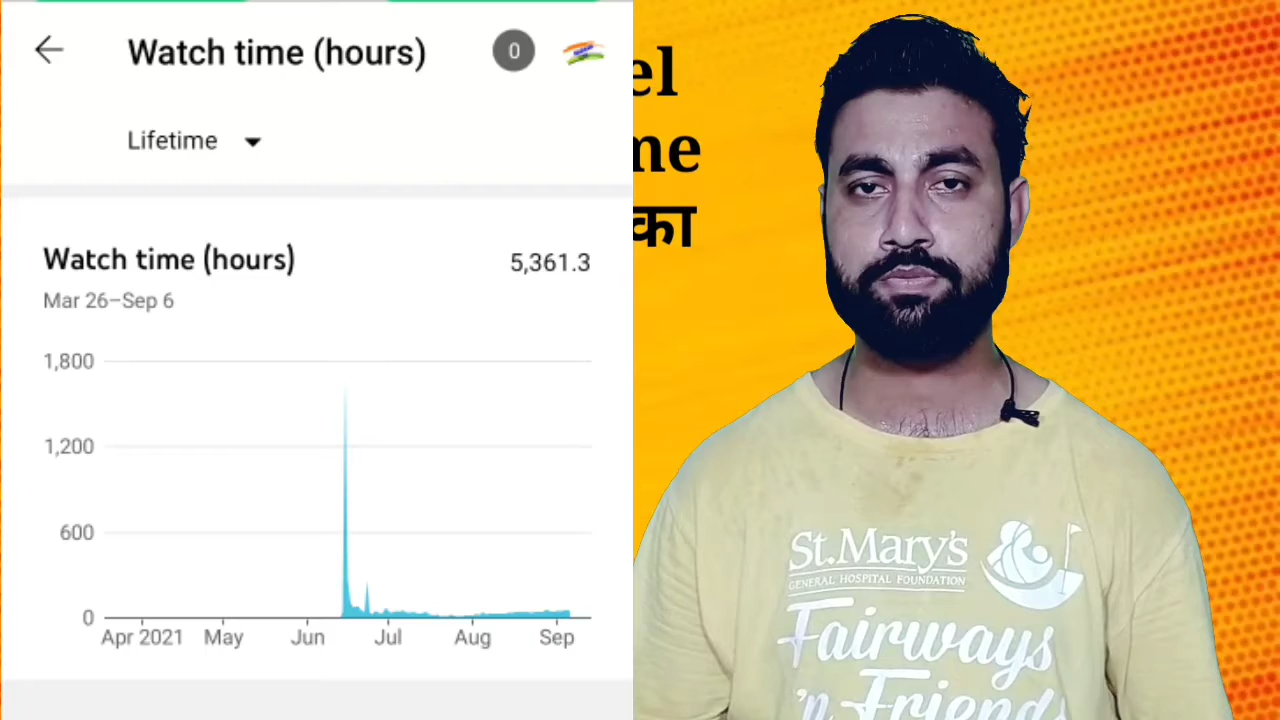 Watch time (hours)
0
Lifetime
Watch time (hours)
5,361.3
Mar 26–Sep 6
1,800
1,200
600
0
Apr 2021 May Jun Jul Aug Sep
el
me
का
St.Mary's
GENERAL HOSPITAL FOUNDATION
Fairways
'n Friends